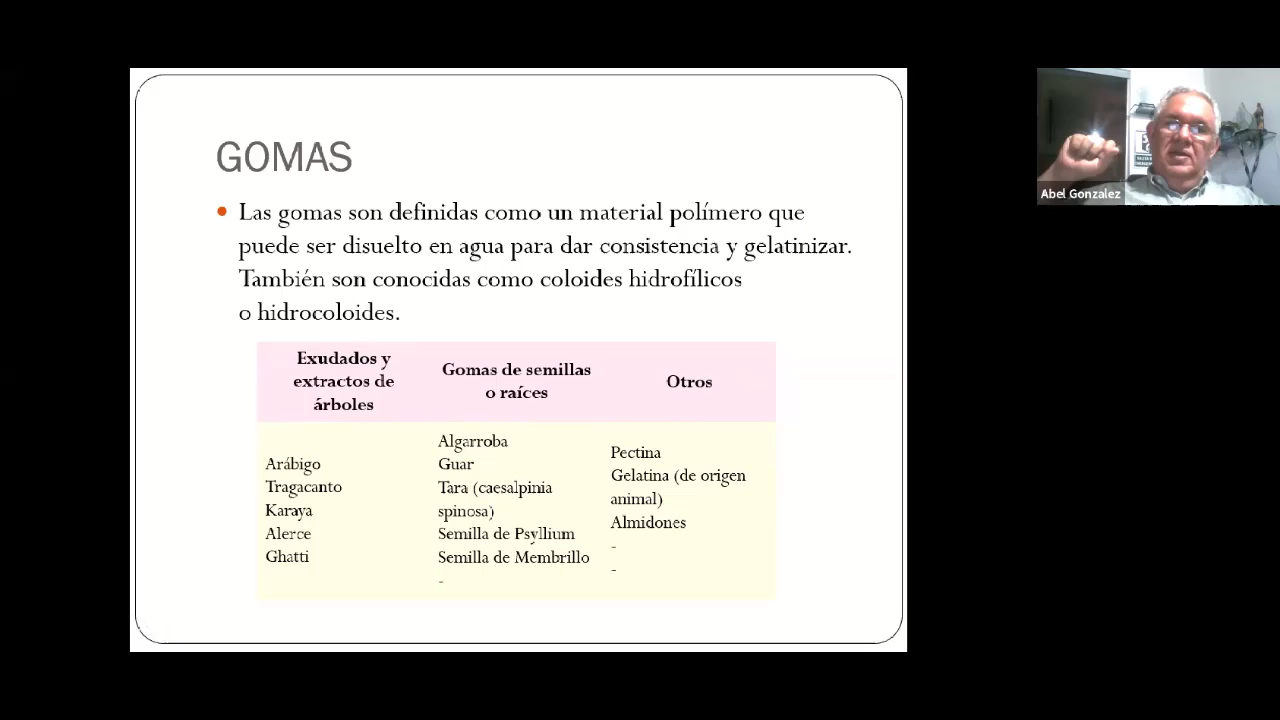 GOMAS
• Las gomas son definidas como un material polímero que
puede ser disuelto en agua para dar consistencia y gelatinizar.
También son conocidas como coloides hidrofílicos
o hidrocoloides.
Exudados y
extractos de
árboles
Gomas de semillas
o raíces
Otros
Arábigo
Tragacanto
Karaya
Alerce
Ghatti
Algarroba
Guar
Tara (caesalpinia
spinosa)
Semilla de Psyllium
Semilla de Membrillo
-
Pectina
Gelatina (de origen
animal)
Almidones
-
-
Abel Gonzalez